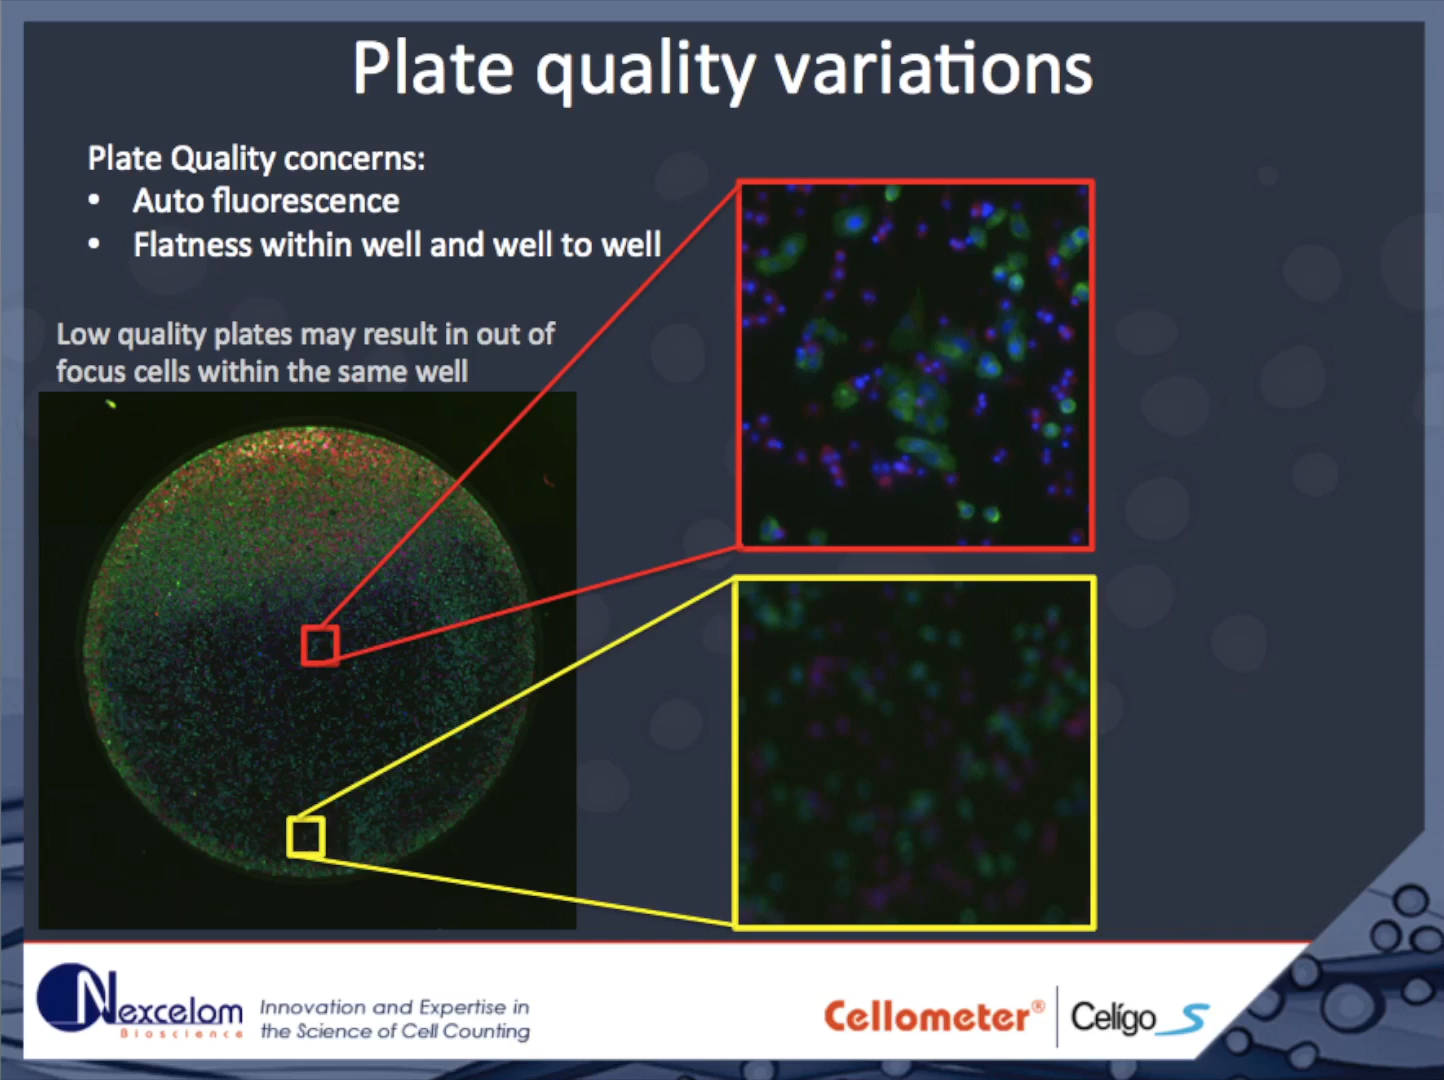 Plate quality variations
Plate Quality concerns:
• Auto fluorescence
• Flatness within well and well to well
Low quality plates may result in out of
focus cells within the same well
Nexcelom
Bioscience
Innovation and Expertise in
the Science of Cell Counting
Cellometer®
Celígo S